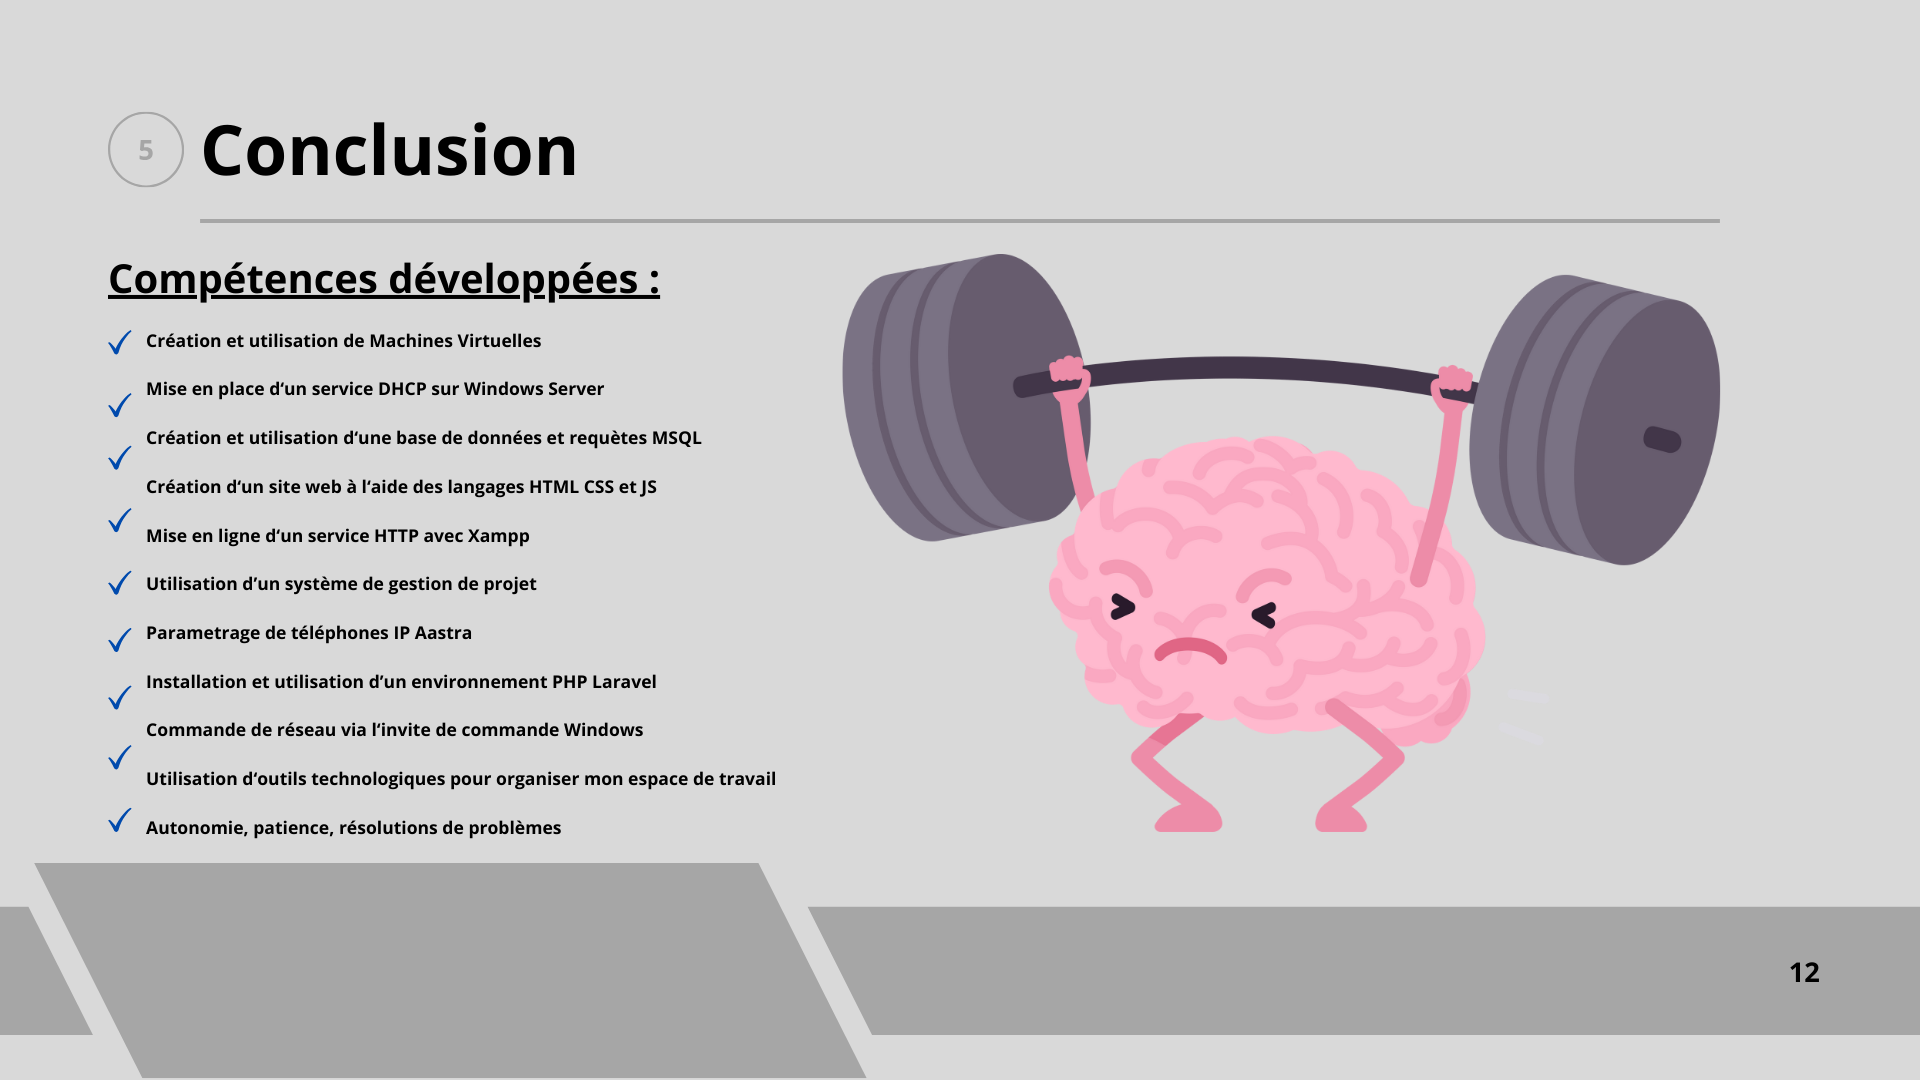 5
Conclusion
Compétences développées :
Création et utilisation de Machines Virtuelles
Mise en place d‘un service DHCP sur Windows Server
Création et utilisation d‘une base de données et requètes MSQL
Création d‘un site web à l‘aide des langages HTML CSS et JS
Mise en ligne d‘un service HTTP avec Xampp
Utilisation d’un système de gestion de projet
Parametrage de téléphones IP Aastra
Installation et utilisation d’un environnement PHP Laravel
Commande de réseau via l‘invite de commande Windows
Utilisation d‘outils technologiques pour organiser mon espace de travail
Autonomie, patience, résolutions de problèmes
12